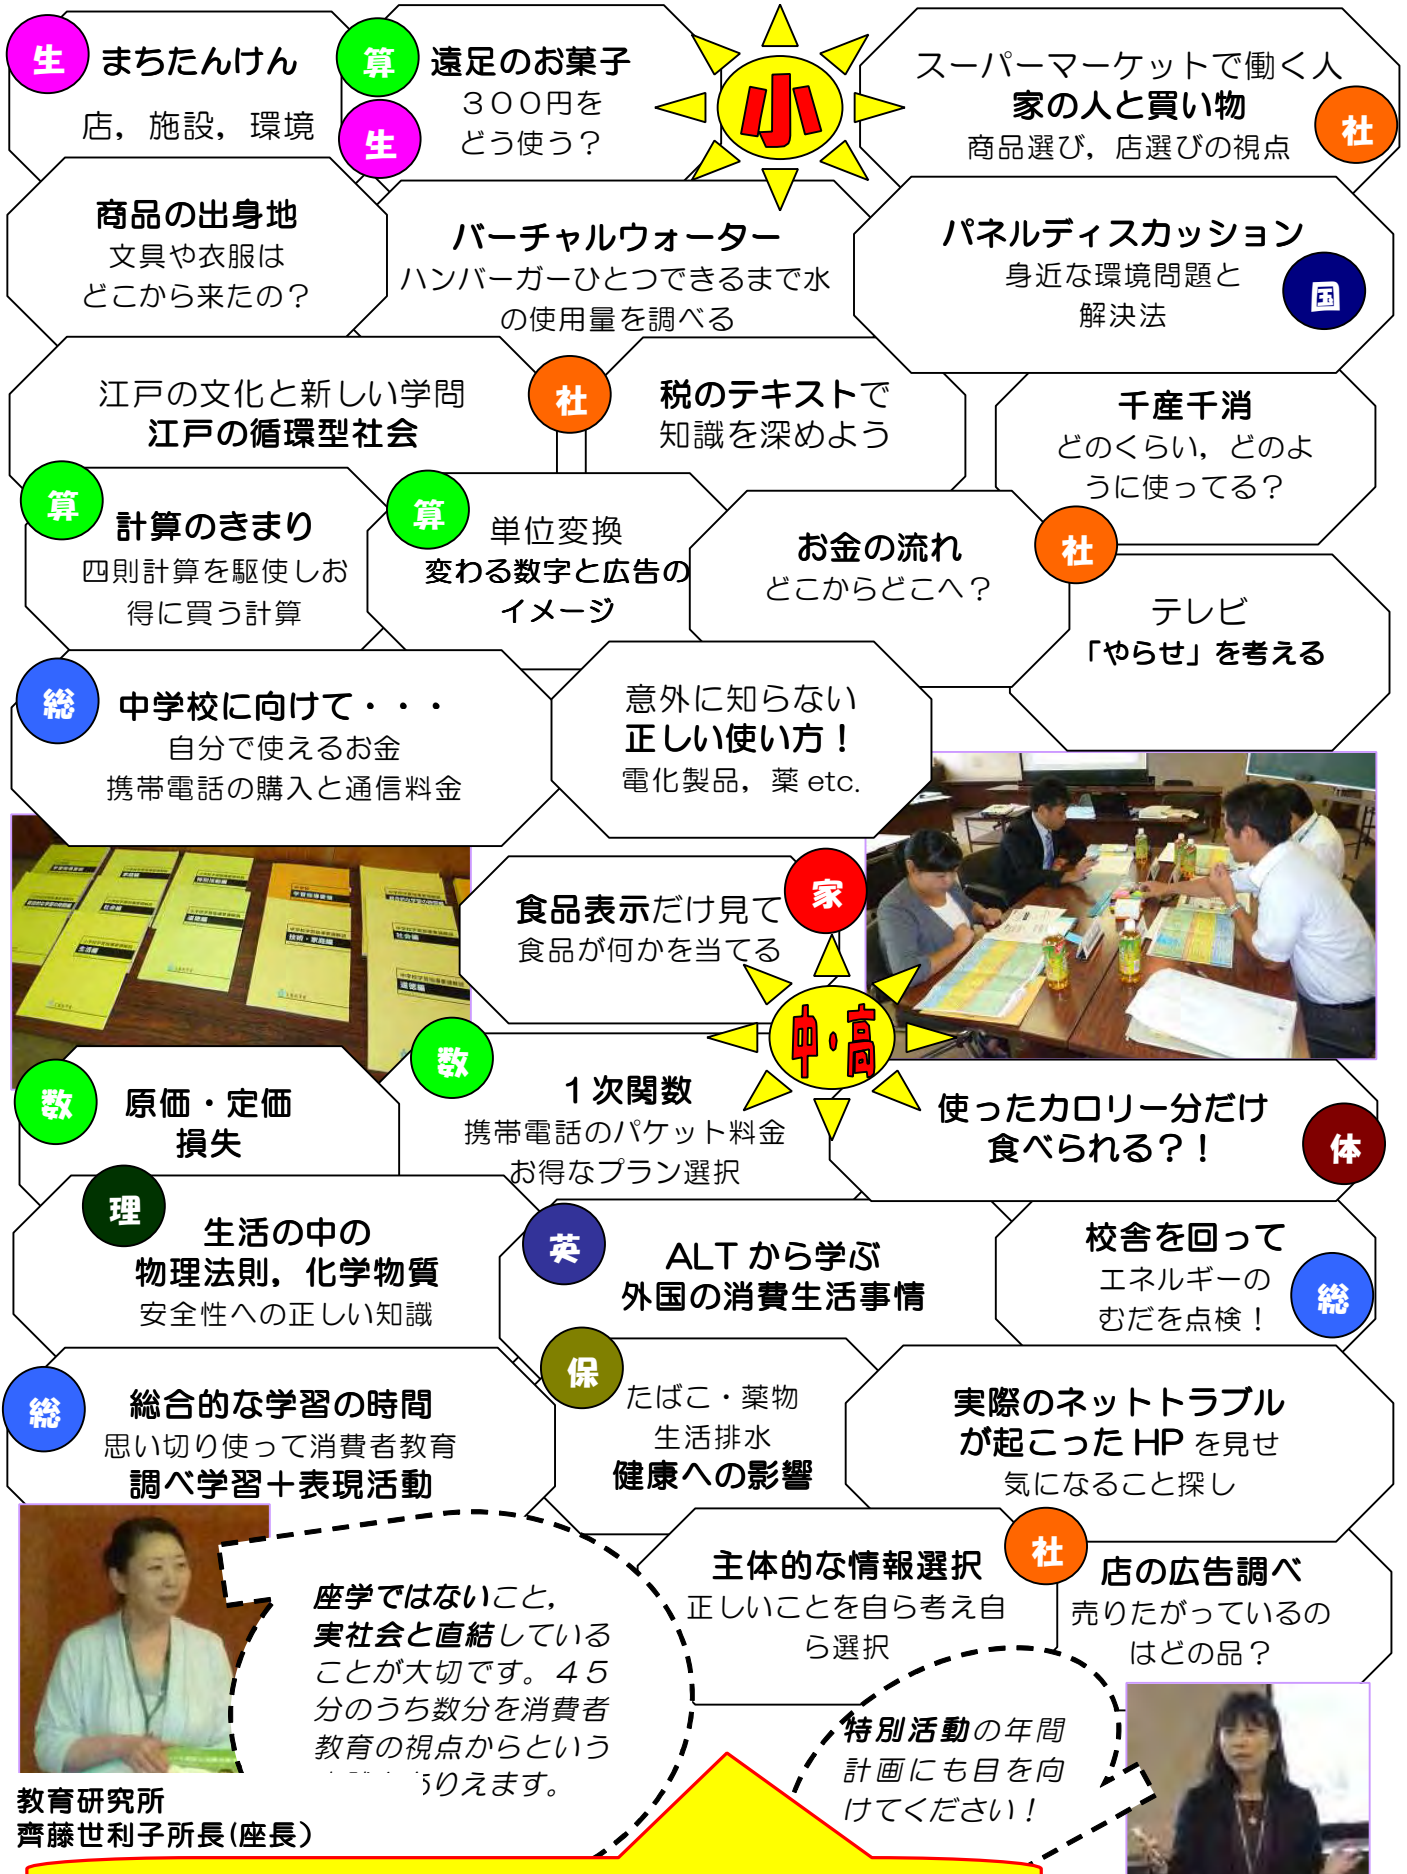 生
まちたんけん
店，施設，環境
算
生
遠足のお菓子
３００円を
どう使う？
小
スーパーマーケットで働く人
家の人と買い物
商品選び，店選びの視点
社
商品の出身地
文具や衣服は
どこから来たの？
バーチャルウォーター
ハンバーガーひとつできるまで水
の使用量を調べる
パネルディスカッション
身近な環境問題と
解決法
国
江戸の文化と新しい学問
江戸の循環型社会
社
税のテキストで
知識を深めよう
千産千消
どのくらい，どのよ
うに使ってる？
算
計算のきまり
四則計算を駆使しお
得に買う計算
算
単位変換
変わる数字と広告の
イメージ
お金の流れ
どこからどこへ？
社
テレビ
「やらせ」を考える
総
中学校に向けて・・・
自分で使えるお金
携帯電話の購入と通信料金
意外に知らない
正しい使い方！
電化製品，薬 etc.
食品表示だけ見て
食品が何かを当てる
家
社会編
生活編
道徳編
技術・家庭編
社会編
道徳編
中・高
数
原価・定価
損失
数
１次関数
携帯電話のパケット料金
お得なプラン選択
使ったカロリー分だけ
食べられる？！
体
理
生活の中の
物理法則，化学物質
安全性への正しい知識
英
ALT から学ぶ
外国の消費生活事情
校舎を回って
エネルギーの
むだを点検！
総
総
総合的な学習の時間
思い切り使って消費者教育
調べ学習＋表現活動
保
たばこ・薬物
生活排水
健康への影響
実際のネットトラブル
が起こった HP を見せ
気になること探し
主体的な情報選択
正しいことを自ら考え自
ら選択
社
店の広告調べ
売りたがっているの
はどの品？
座学ではないこと，
実社会と直結している
ことが大切です。４５
分のうち数分を消費者
教育の視点からという
ありえます。
特別活動の年間
計画にも目を向
けてください！
教育研究所
齊藤世利子所長(座長)